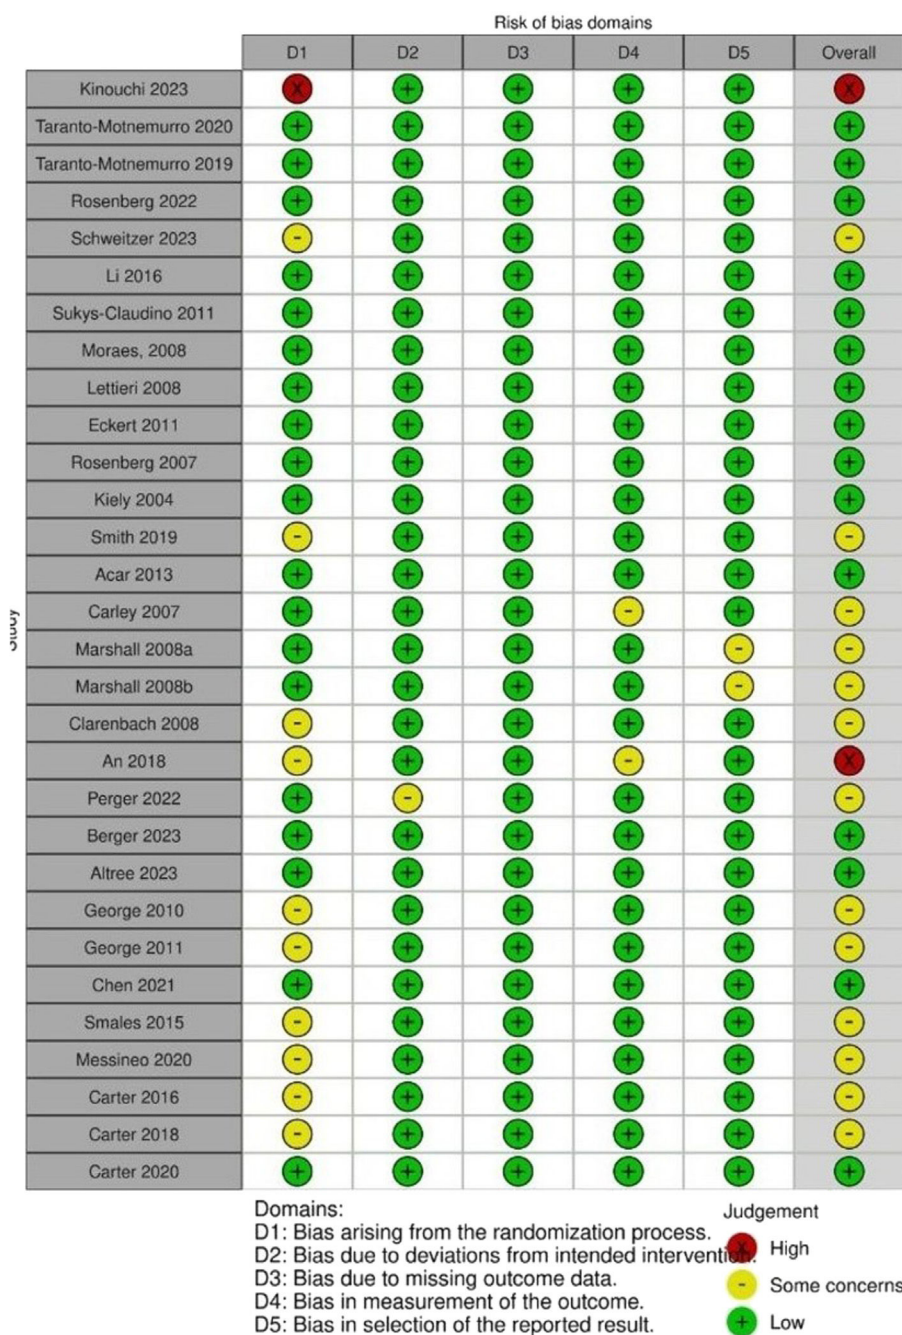 Risk of bias domains
D1 D2 D3 D4 D5 Overall
Kinouchi 2023 X + + + + X
Taranto-Motnemurro 2020 + + + + + +
Taranto-Motnemurro 2019 + + + + + +
Rosenberg 2022 + + + + + +
Schweitzer 2023 - + + + + -
Li 2016 + + + + + +
Sukys-Claudino 2011 + + + + + +
Moraes, 2008 + + + + + +
Lettieri 2008 + + + + + +
Eckert 2011 + + + + + +
Rosenberg 2007 + + + + + +
Kiely 2004 + + + + + +
Smith 2019 - + + + + -
Acar 2013 + + + + + +
Carley 2007 + + + - + -
Study
Marshall 2008a + + + + - -
Marshall 2008b + + + + - -
Clarenbach 2008 - + + + + -
An 2018 - + + - + X
Perger 2022 + - + + + -
Berger 2023 + + + + + +
Altree 2023 + + + + + +
George 2010 - + + + + -
George 2011 - + + + + -
Chen 2021 + + + + + +
Smales 2015 - + + + + -
Messineo 2020 - + + + + -
Carter 2016 - + + + + -
Carter 2018 - + + + + -
Carter 2020 + + + + + +
Domains:
D1: Bias arising from the randomization process.
D2: Bias due to deviations from intended intervention.
D3: Bias due to missing outcome data.
D4: Bias in measurement of the outcome.
D5: Bias in selection of the reported result.
Judgement
X High
- Some concerns
+ Low